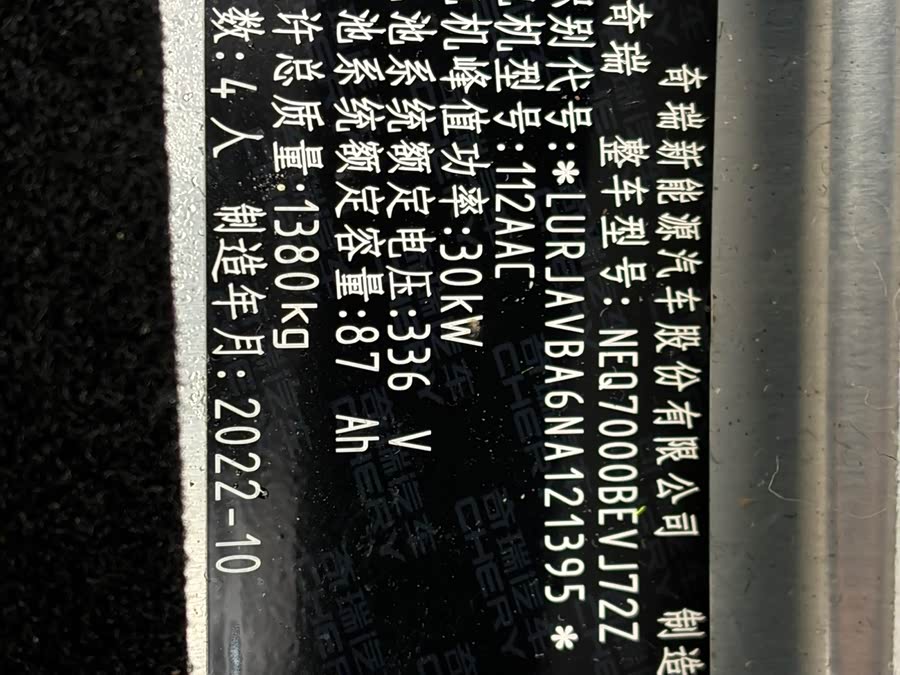 奇瑞新能源汽车股份有限公司 制造
奇瑞 整车型号:NEQ7000BEVJ72Z
别代号:*LURJAVBA6NA121395*
机型号:112AAC
机峰值功率:30kW
池系统额定电压:336 V
池系统额定容量:87 Ah
许总质量:1380kg
数:4人 制造年月:2022-10